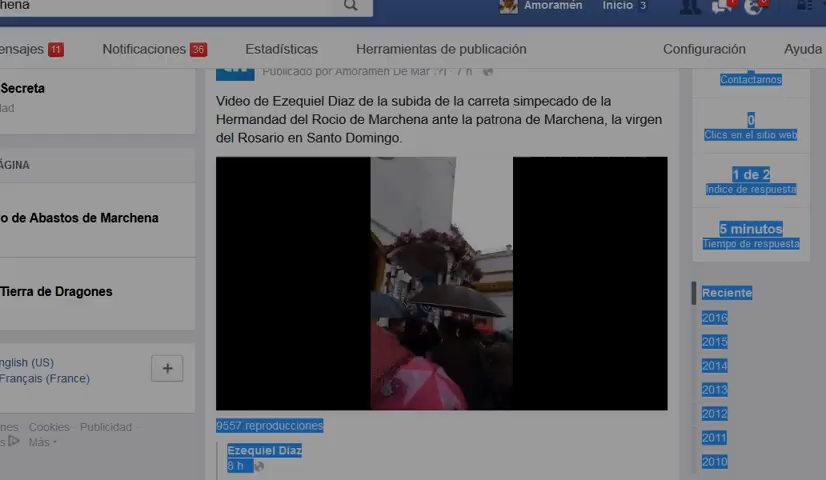 hena
Amoramén
Inicio 3
ensajes 11
Notificaciones 36
Estadísticas
Herramientas de publicación
Configuración
Ayuda
Secreta
dad
ÁGINA
o de Abastos de Marchena
Tierra de Dragones
nglish (US)
Français (France)
nes Cookies Publicidad
s Más
Publicado por Amoramen De Mar 7 h
Video de Ezequiel Diaz de la subida de la carreta simpecado de la
Hermandad del Rocio de Marchena ante la patrona de Marchena, la virgen
del Rosario en Santo Domingo.
9557 reproducciones
Ezequiel Díaz
8 h
Contactarnos
0
Clics en el sitio web
1 de 2
Índice de respuesta
5 minutos
Tiempo de respuesta
Reciente
2016
2015
2014
2013
2012
2011
2010